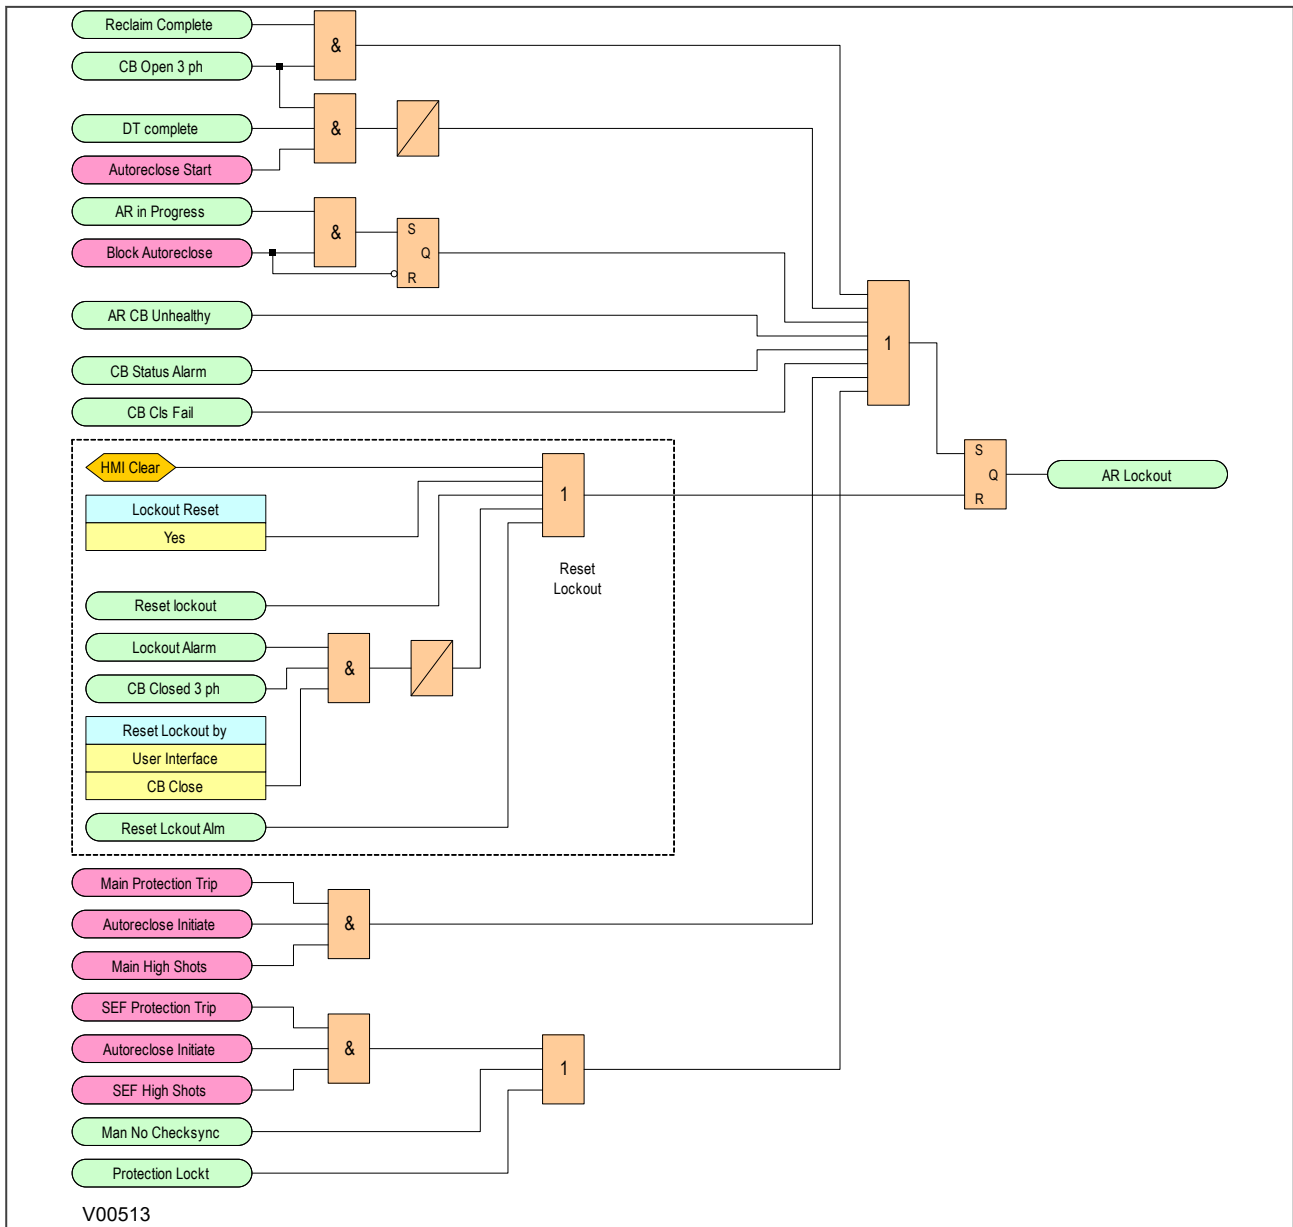 Reclaim Complete
&
CB Open 3 ph
DT complete
&
Autoreclose Start
AR in Progress
&
S
Q
R
Block Autoreclose
AR CB Unhealthy
1
CB Status Alarm
CB Cls Fail
HMI Clear
1
S
Q
R
AR Lockout
Lockout Reset
Yes
Reset
Lockout
Reset lockout
Lockout Alarm
&
CB Closed 3 ph
Reset Lockout by
User Interface
CB Close
Reset Lckout Alm
Main Protection Trip
Autoreclose Initiate
&
Main High Shots
SEF Protection Trip
Autoreclose Initiate
&
1
SEF High Shots
Man No Checksync
Protection Lockt
V00513